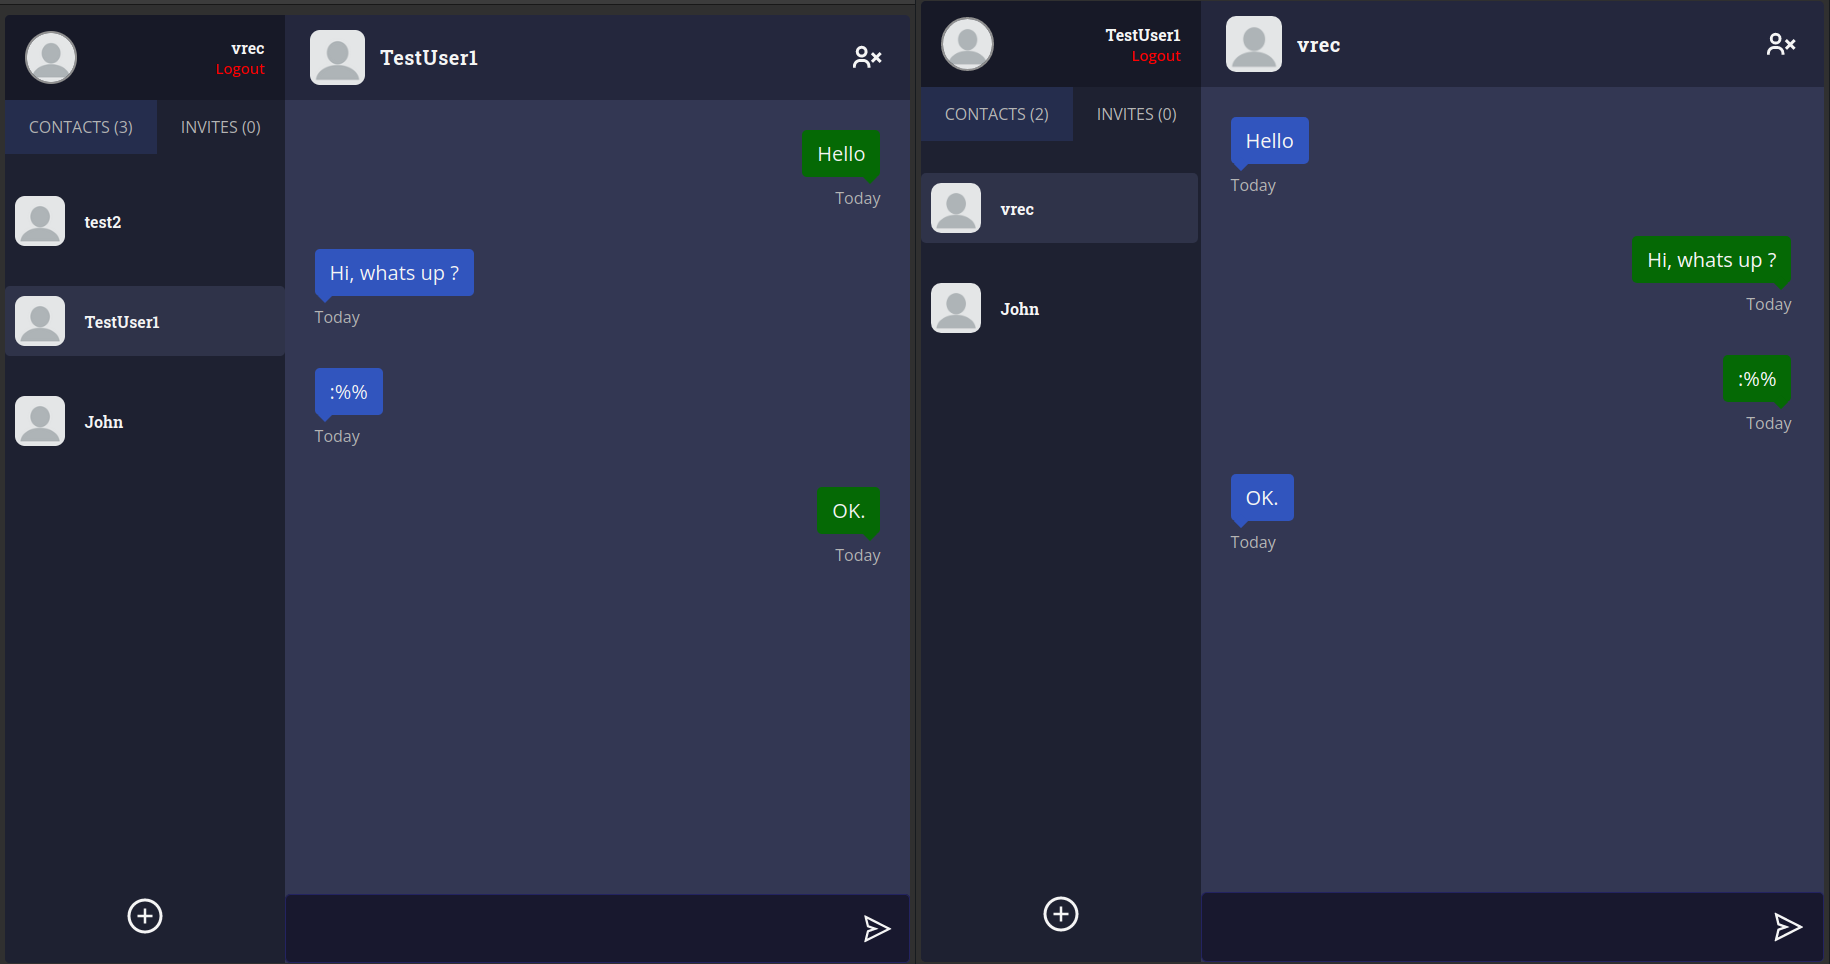 vrec
Logout
TestUser1
CONTACTS (3)
INVITES (0)
test2
TestUser1
John
Hello
Today
Hi, whats up ?
Today
:%%
Today
OK.
Today
TestUser1
Logout
vrec
CONTACTS (2)
INVITES (0)
vrec
John
Hello
Today
Hi, whats up ?
Today
:%%
Today
OK.
Today